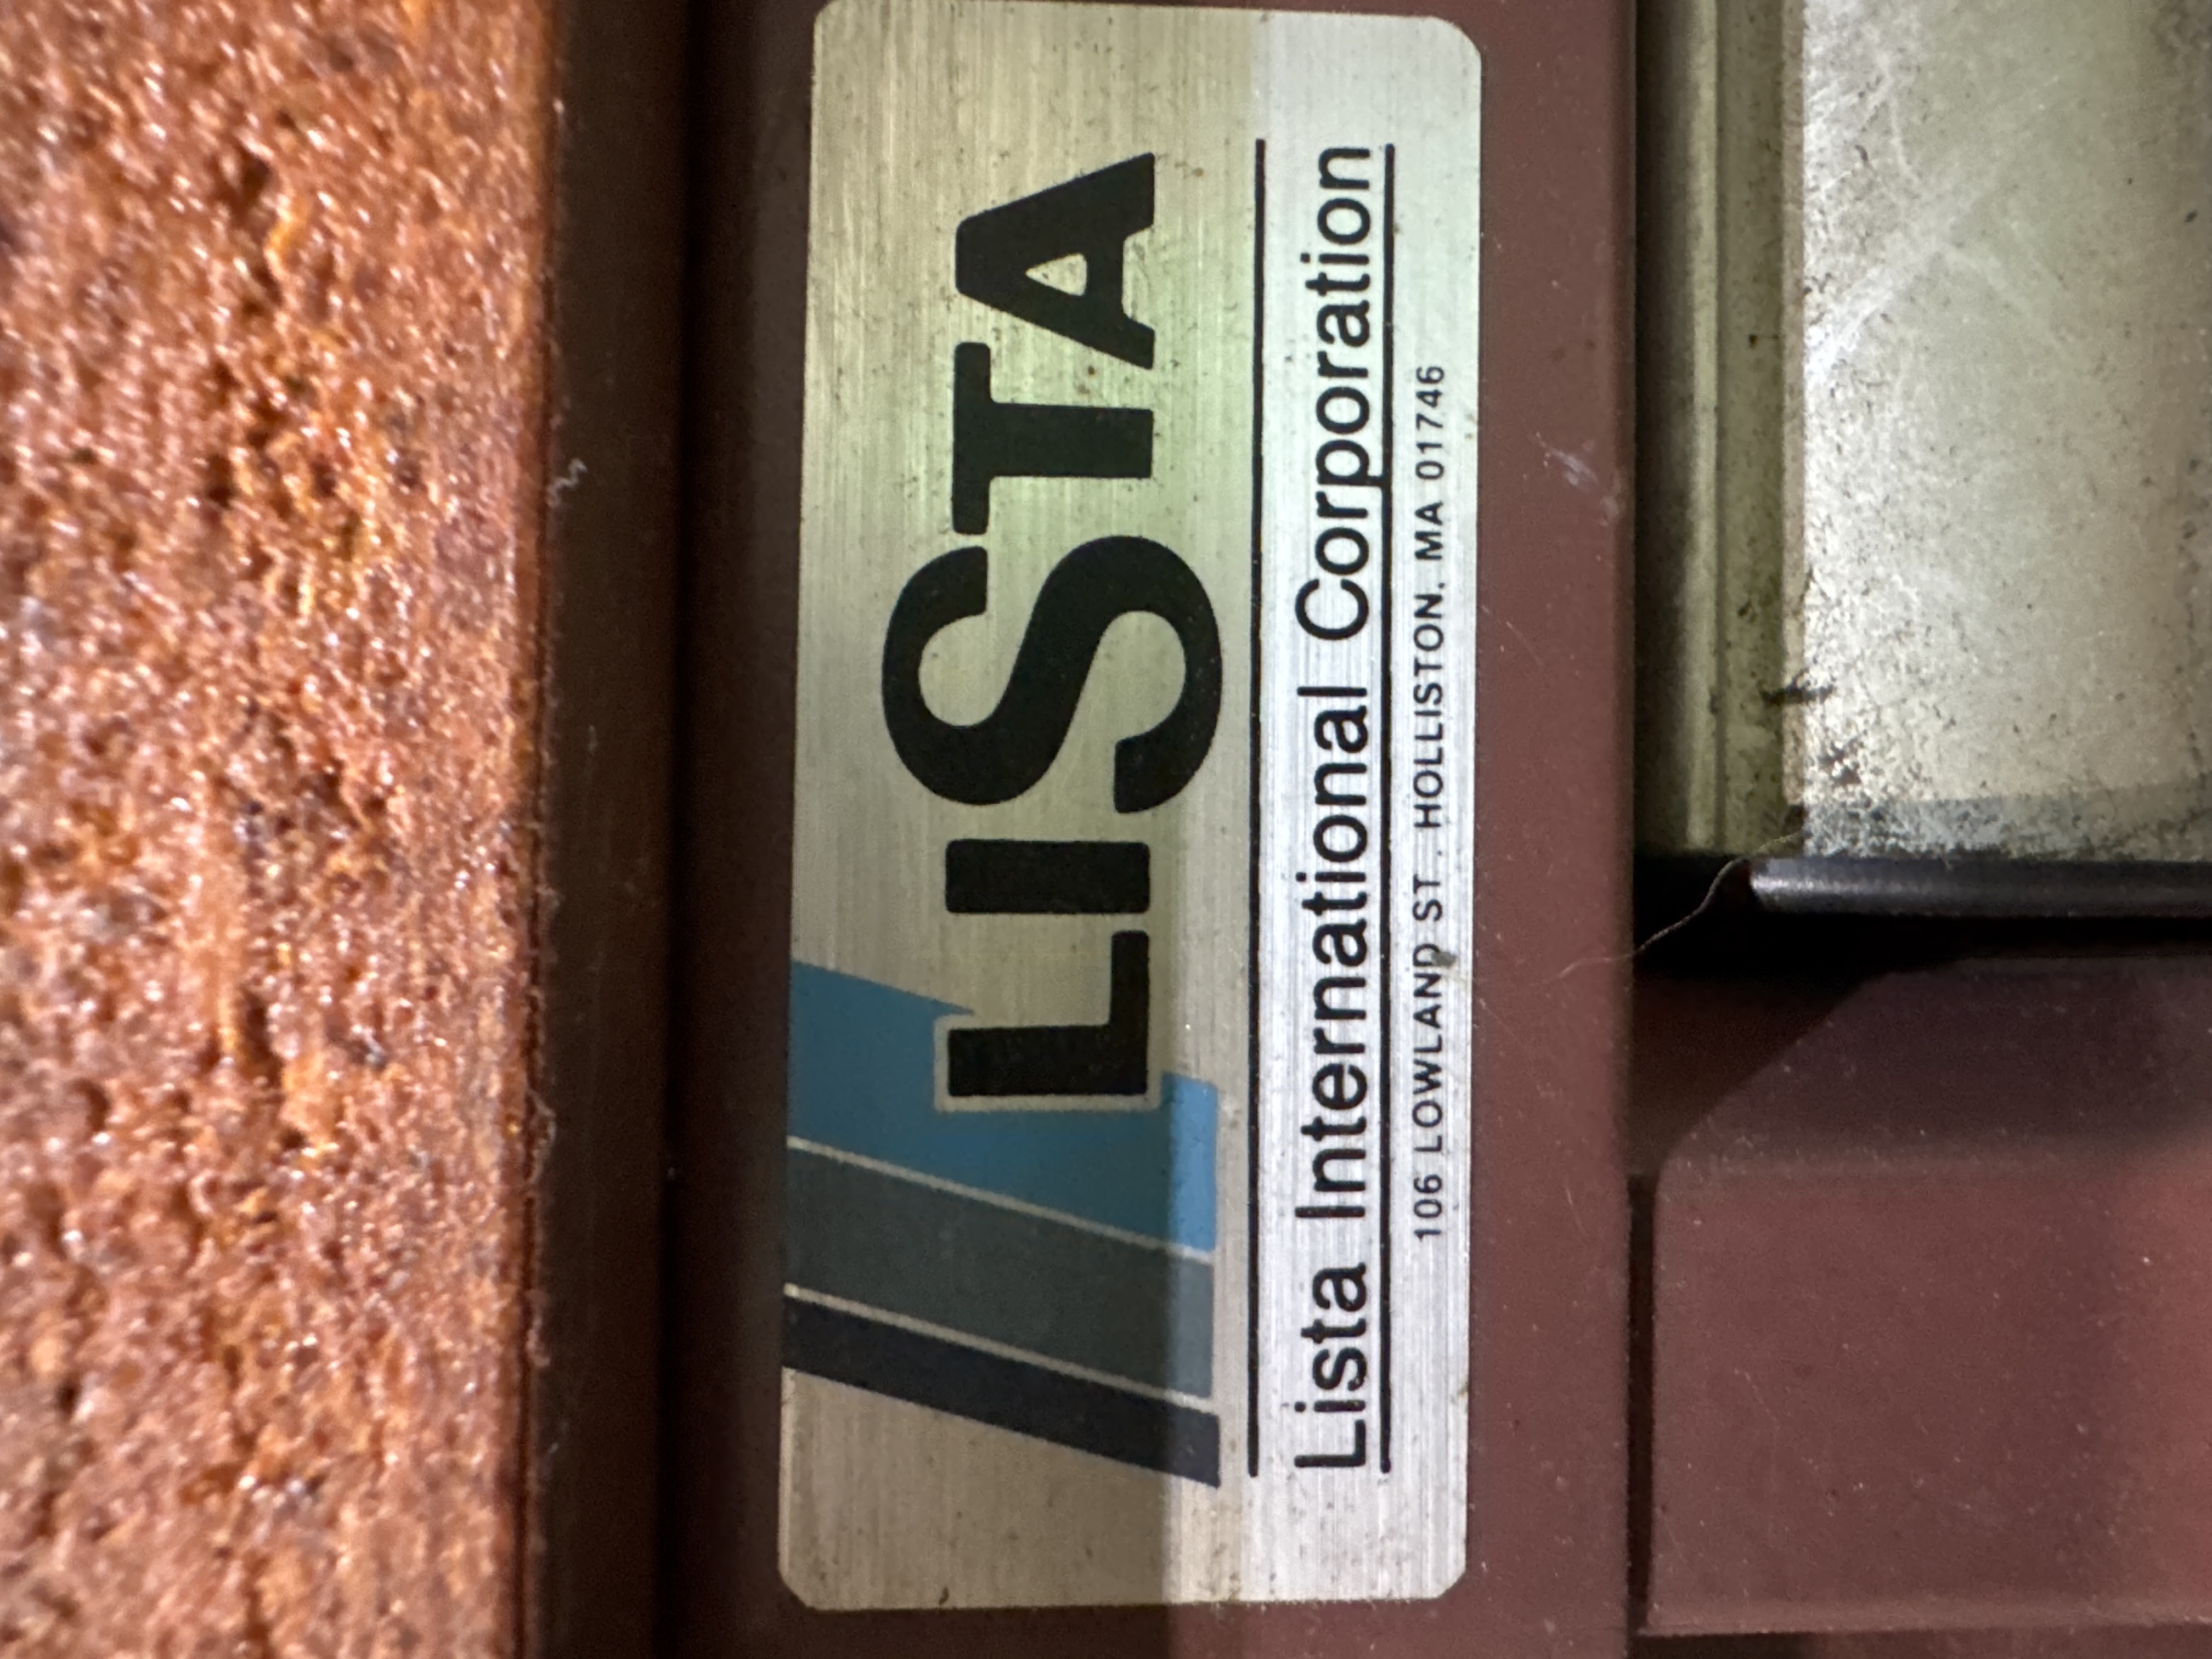 LISTA
Lista International Corporation
106 LOWLAND ST. HOLLISTON. MA 01746